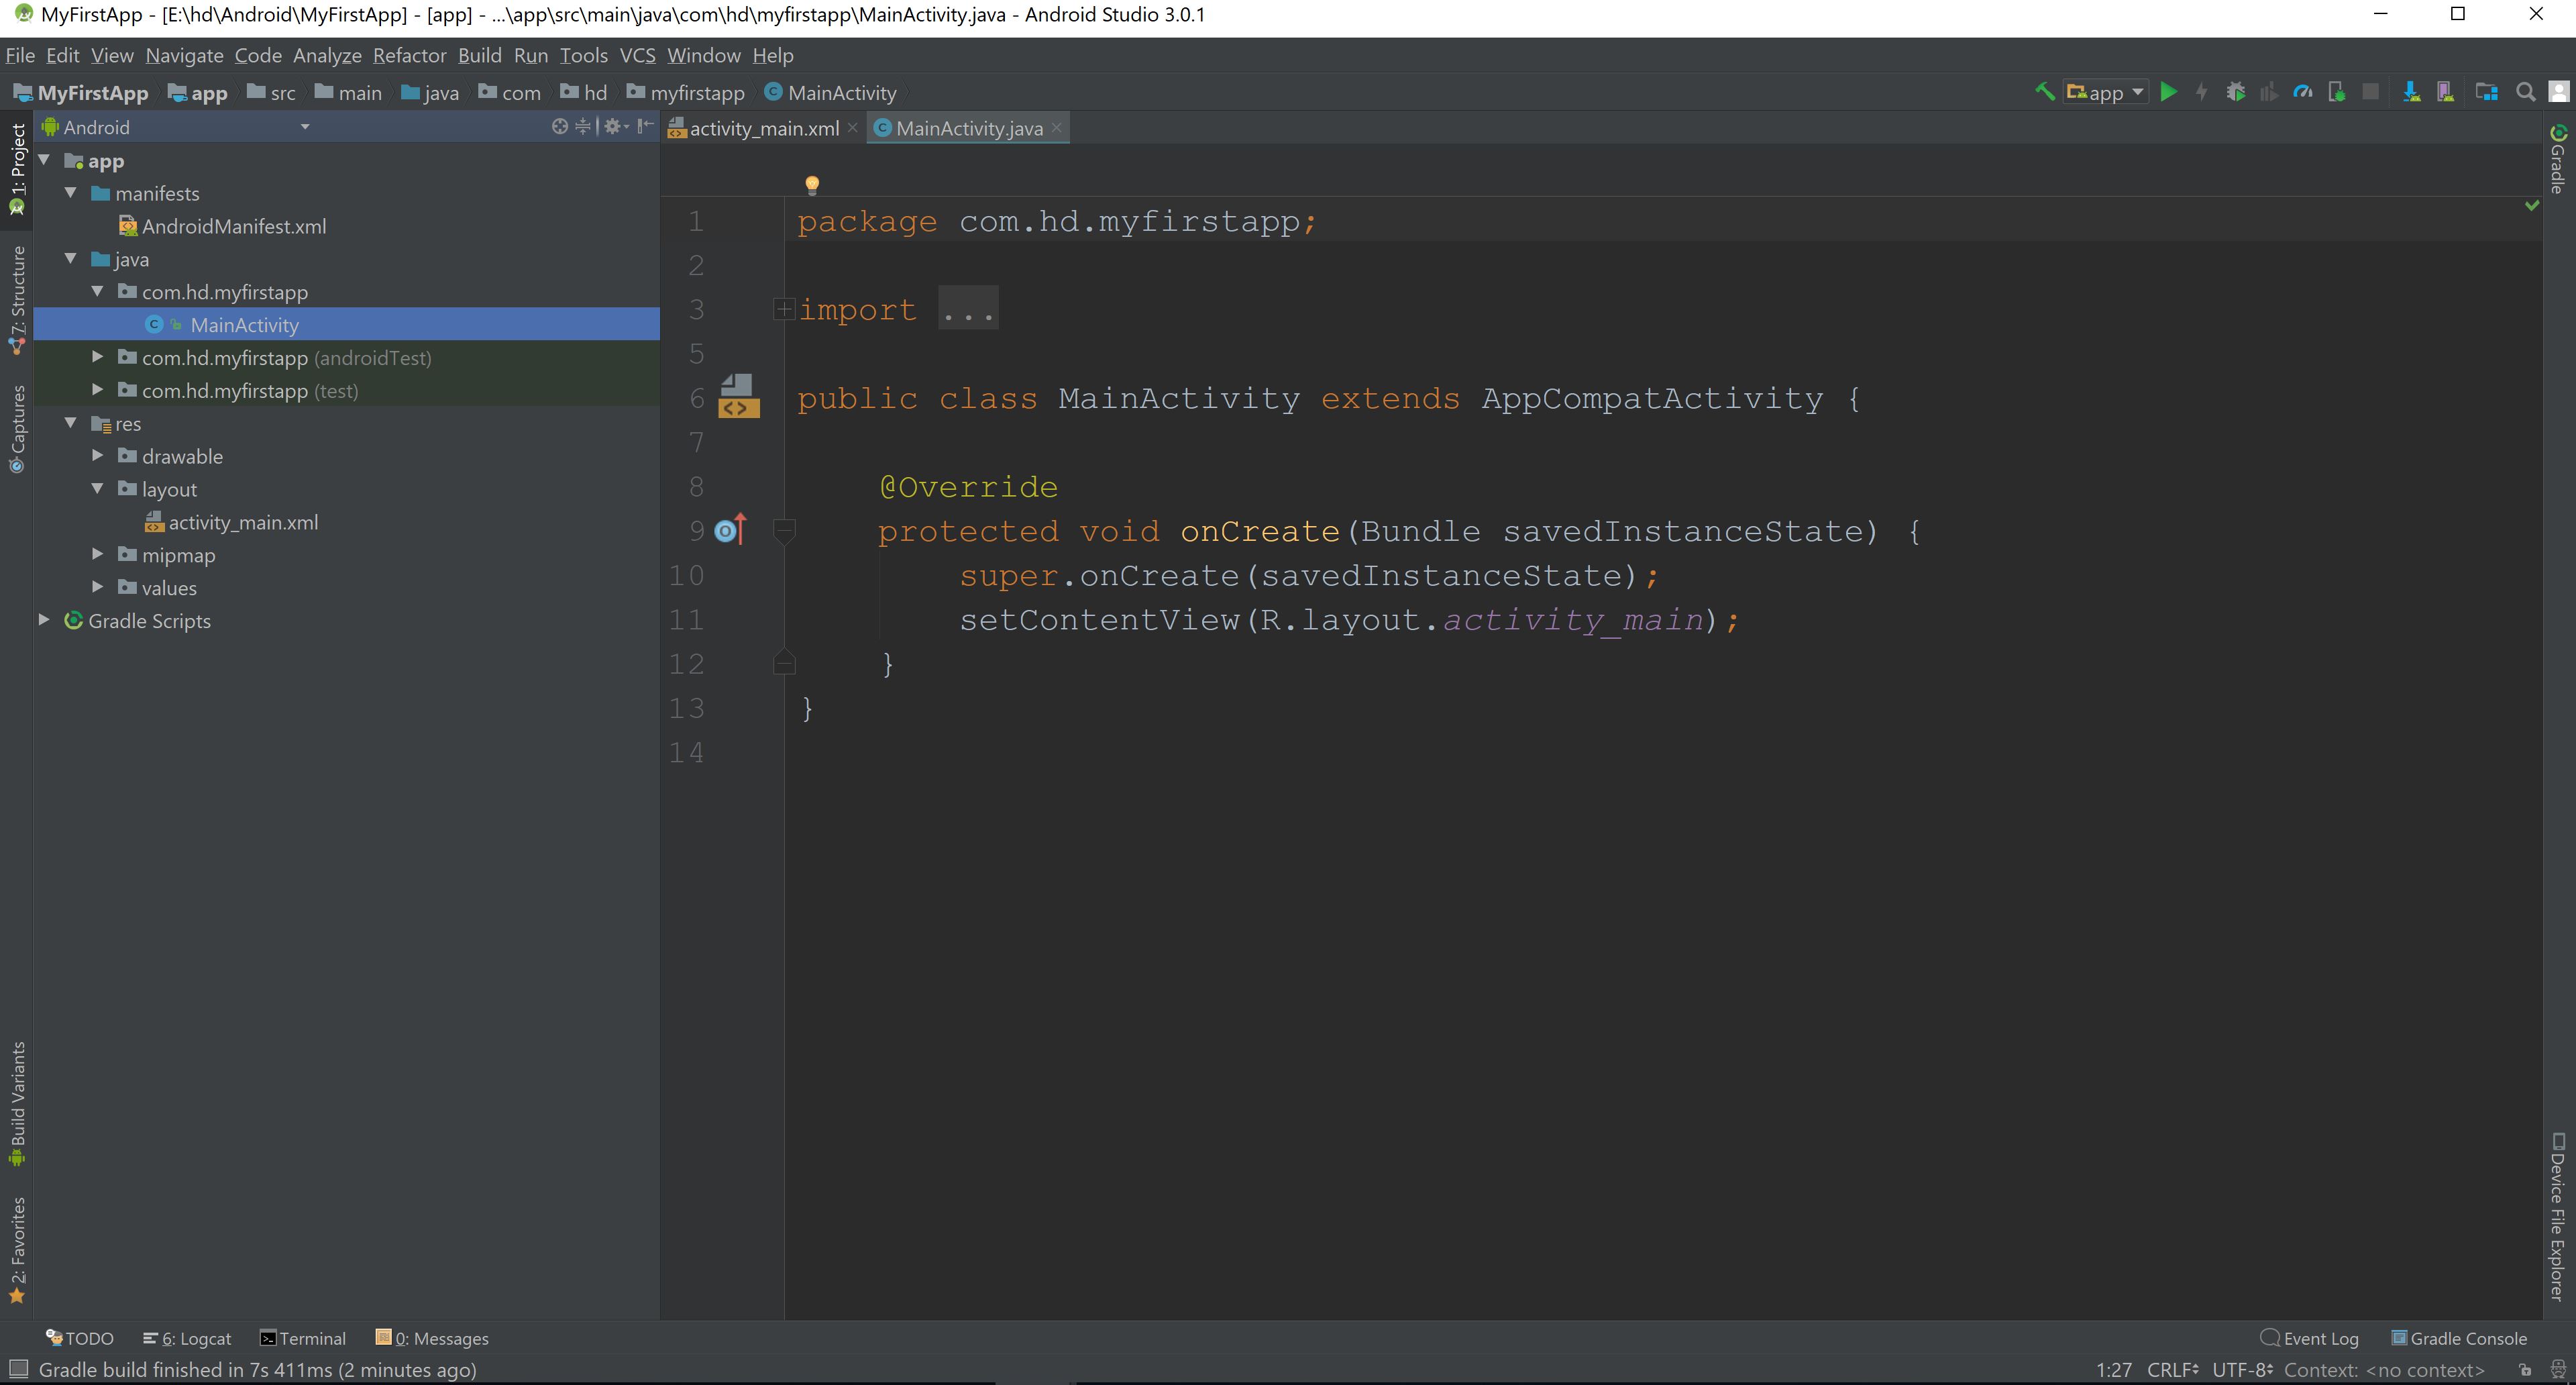 MyFirstApp - [E:\hd\Android\MyFirstApp] - [app] - ...\app\src\main\java\com\hd\myfirstapp\MainActivity.java - Android Studio 3.0.1
File Edit View Navigate Code Analyze Refactor Build Run Tools VCS Window Help
MyFirstApp app src main java com hd myfirstapp MainActivity app
1: Project
7: Structure
Captures
Build Variants
2: Favorites
Android
app
manifests
AndroidManifest.xml
java
com.hd.myfirstapp
MainActivity
com.hd.myfirstapp (androidTest)
com.hd.myfirstapp (test)
res
drawable
layout
activity_main.xml
mipmap
values
Gradle Scripts
activity_main.xml MainActivity.java
1 package com.hd.myfirstapp;
2
3 import ...
5
6 public class MainActivity extends AppCompatActivity {
7
8 @Override
9 protected void onCreate(Bundle savedInstanceState) {
10 super.onCreate(savedInstanceState);
11 setContentView(R.layout.activity_main);
12 }
13 }
14
Gradle
Device File Explorer
TODO 6: Logcat Terminal 0: Messages Event Log Gradle Console
Gradle build finished in 7s 411ms (2 minutes ago) 1:27 CRLF UTF-8 Context: <no context>